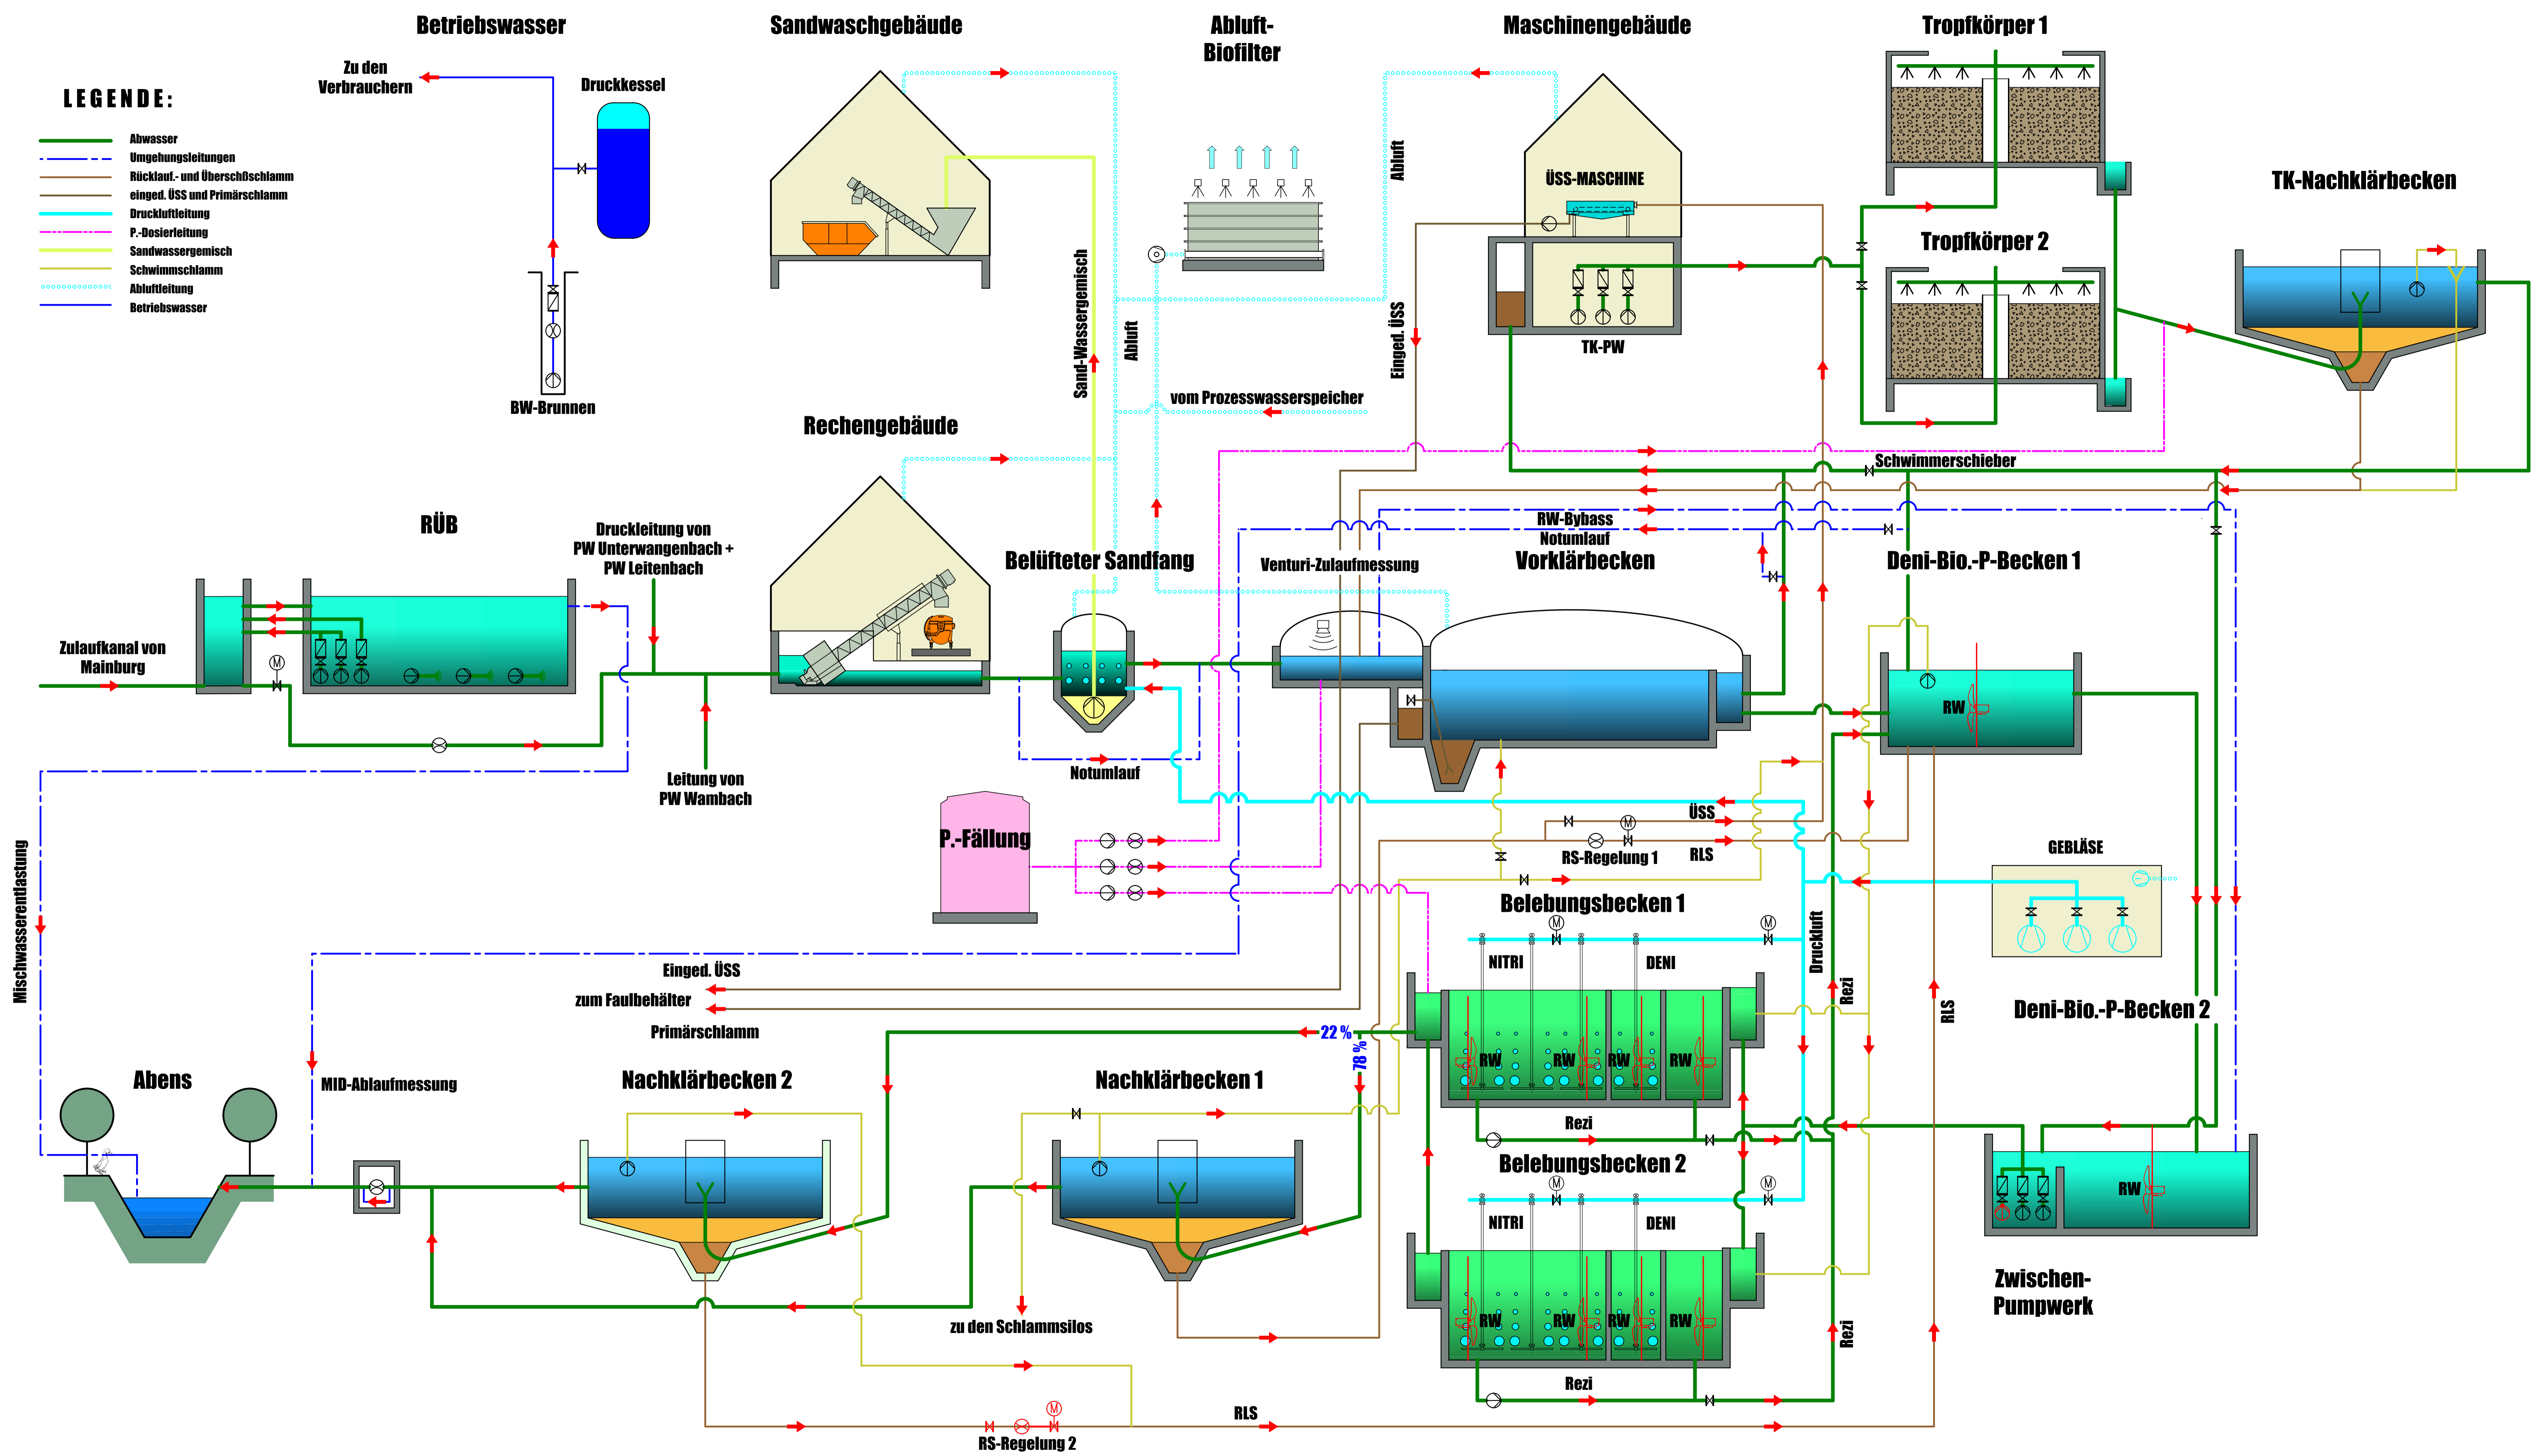 Betriebswasser
Sandwaschgebäude
Abluft-
Biofilter
Maschinengebäude
Tropfkörper 1
Zu den
Verbrauchern
Druckkessel
LEGENDE:
Abwasser
Umgehungsleitungen
Rücklauf.- und Überschßschlamm
einged. ÜSS und Primärschlamm
Druckluftleitung
P.-Dosierleitung
Sandwassergemisch
Schwimmschlamm
Abluftleitung
Betriebswasser
BW-Brunnen
Sand-Wassergemisch
Abluft
Abluft
Einged. ÜSS
ÜSS-MASCHINE
TK-PW
Tropfkörper 2
TK-Nachklärbecken
vom Prozesswasserspeicher
Rechengebäude
Schwimmerschieber
RÜB
Druckleitung von
PW Unterwangenbach +
PW Leitenbach
Belüfteter Sandfang
Venturi-Zulaufmessung
RW-Bybass
Notumlauf
Vorklärbecken
Deni-Bio.-P-Becken 1
Zulaufkanal von
Mainburg
M
RW
Leitung von
PW Wambach
Notumlauf
P.-Fällung
ÜSS
M
RS-Regelung 1
RLS
GEBLÄSE
Mischwasserentlastung
Belebungsbecken 1
M
M
NITRI
DENI
Druckluft
Rezi
RLS
Einged. ÜSS
zum Faulbehälter
Primärschlamm
22 %
78 %
RW
RW
RW
RW
Deni-Bio.-P-Becken 2
Abens
MID-Ablaufmessung
Nachklärbecken 2
Nachklärbecken 1
Rezi
Belebungsbecken 2
M
M
NITRI
DENI
RW
RW
RW
RW
RW
Zwischen-
Pumpwerk
zu den Schlammsilos
Rezi
Rezi
M
RLS
RS-Regelung 2